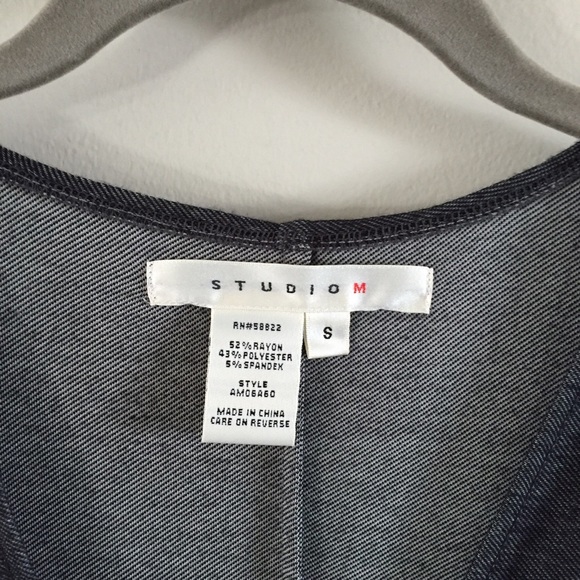 STUDIO M
S
RN#58822
52%RAYON
43%POLYESTER
5%SPANDEX
STYLE
AM06A60
MADE IN CHINA
CARE ON REVERSE